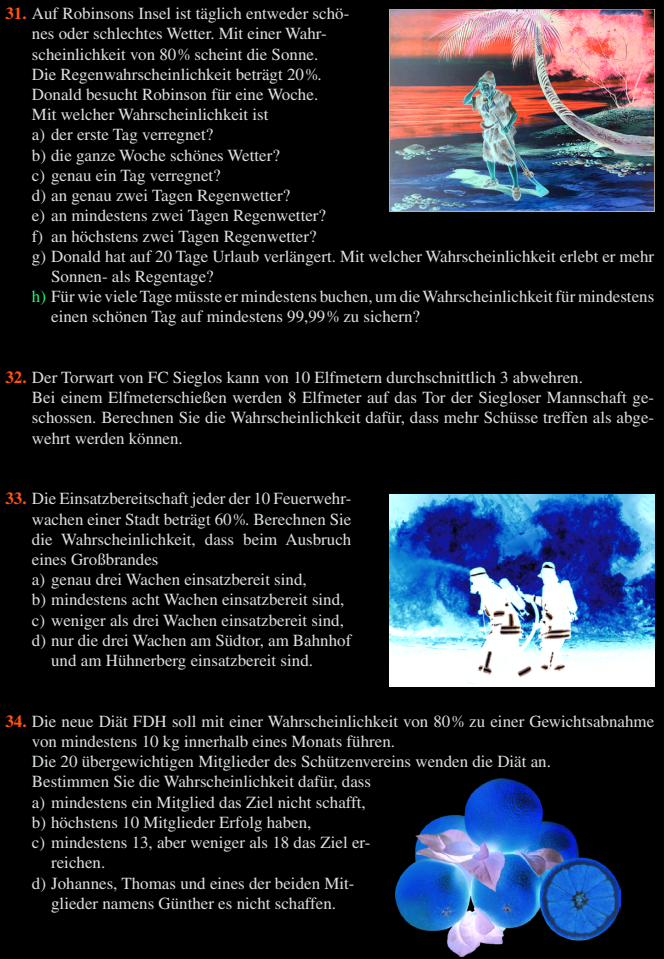 31. Auf Robinsons Insel ist täglich entweder schö-
nes oder schlechtes Wetter. Mit einer Wahr-
scheinlichkeit von 80% scheint die Sonne.
Die Regenwahrscheinlichkeit beträgt 20%.
Donald besucht Robinson für eine Woche.
Mit welcher Wahrscheinlichkeit ist
a) der erste Tag verregnet?
b) die ganze Woche schönes Wetter?
c) genau ein Tag verregnet?
d) an genau zwei Tagen Regenwetter?
e) an mindestens zwei Tagen Regenwetter?
f) an höchstens zwei Tagen Regenwetter?
g) Donald hat auf 20 Tage Urlaub verlängert. Mit welcher Wahrscheinlichkeit erlebt er mehr
Sonnen- als Regentage?
h) Für wie viele Tage müsste er mindestens buchen, um die Wahrscheinlichkeit für mindestens
einen schönen Tag auf mindestens 99,99% zu sichern?
32. Der Torwart von FC Sieglos kann von 10 Elfmetern durchschnittlich 3 abwehren.
Bei einem Elfmeterschießen werden 8 Elfmeter auf das Tor der Siegloser Mannschaft ge-
schossen. Berechnen Sie die Wahrscheinlichkeit dafür, dass mehr Schüsse treffen als abge-
wehrt werden können.
33. Die Einsatzbereitschaft jeder der 10 Feuerwehr-
wachen einer Stadt beträgt 60%. Berechnen Sie
die Wahrscheinlichkeit, dass beim Ausbruch
eines Großbrandes
a) genau drei Wachen einsatzbereit sind,
b) mindestens acht Wachen einsatzbereit sind,
c) weniger als drei Wachen einsatzbereit sind,
d) nur die drei Wachen am Südtor, am Bahnhof
und am Hühnerberg einsatzbereit sind.
34. Die neue Diät FDH soll mit einer Wahrscheinlichkeit von 80% zu einer Gewichtsabnahme
von mindestens 10 kg innerhalb eines Monats führen.
Die 20 übergewichtigen Mitglieder des Schützenvereins wenden die Diät an.
Bestimmen Sie die Wahrscheinlichkeit dafür, dass
a) mindestens ein Mitglied das Ziel nicht schafft,
b) höchstens 10 Mitglieder Erfolg haben,
c) mindestens 13, aber weniger als 18 das Ziel er-
reichen.
d) Johannes, Thomas und eines der beiden Mit-
glieder namens Günther es nicht schaffen.